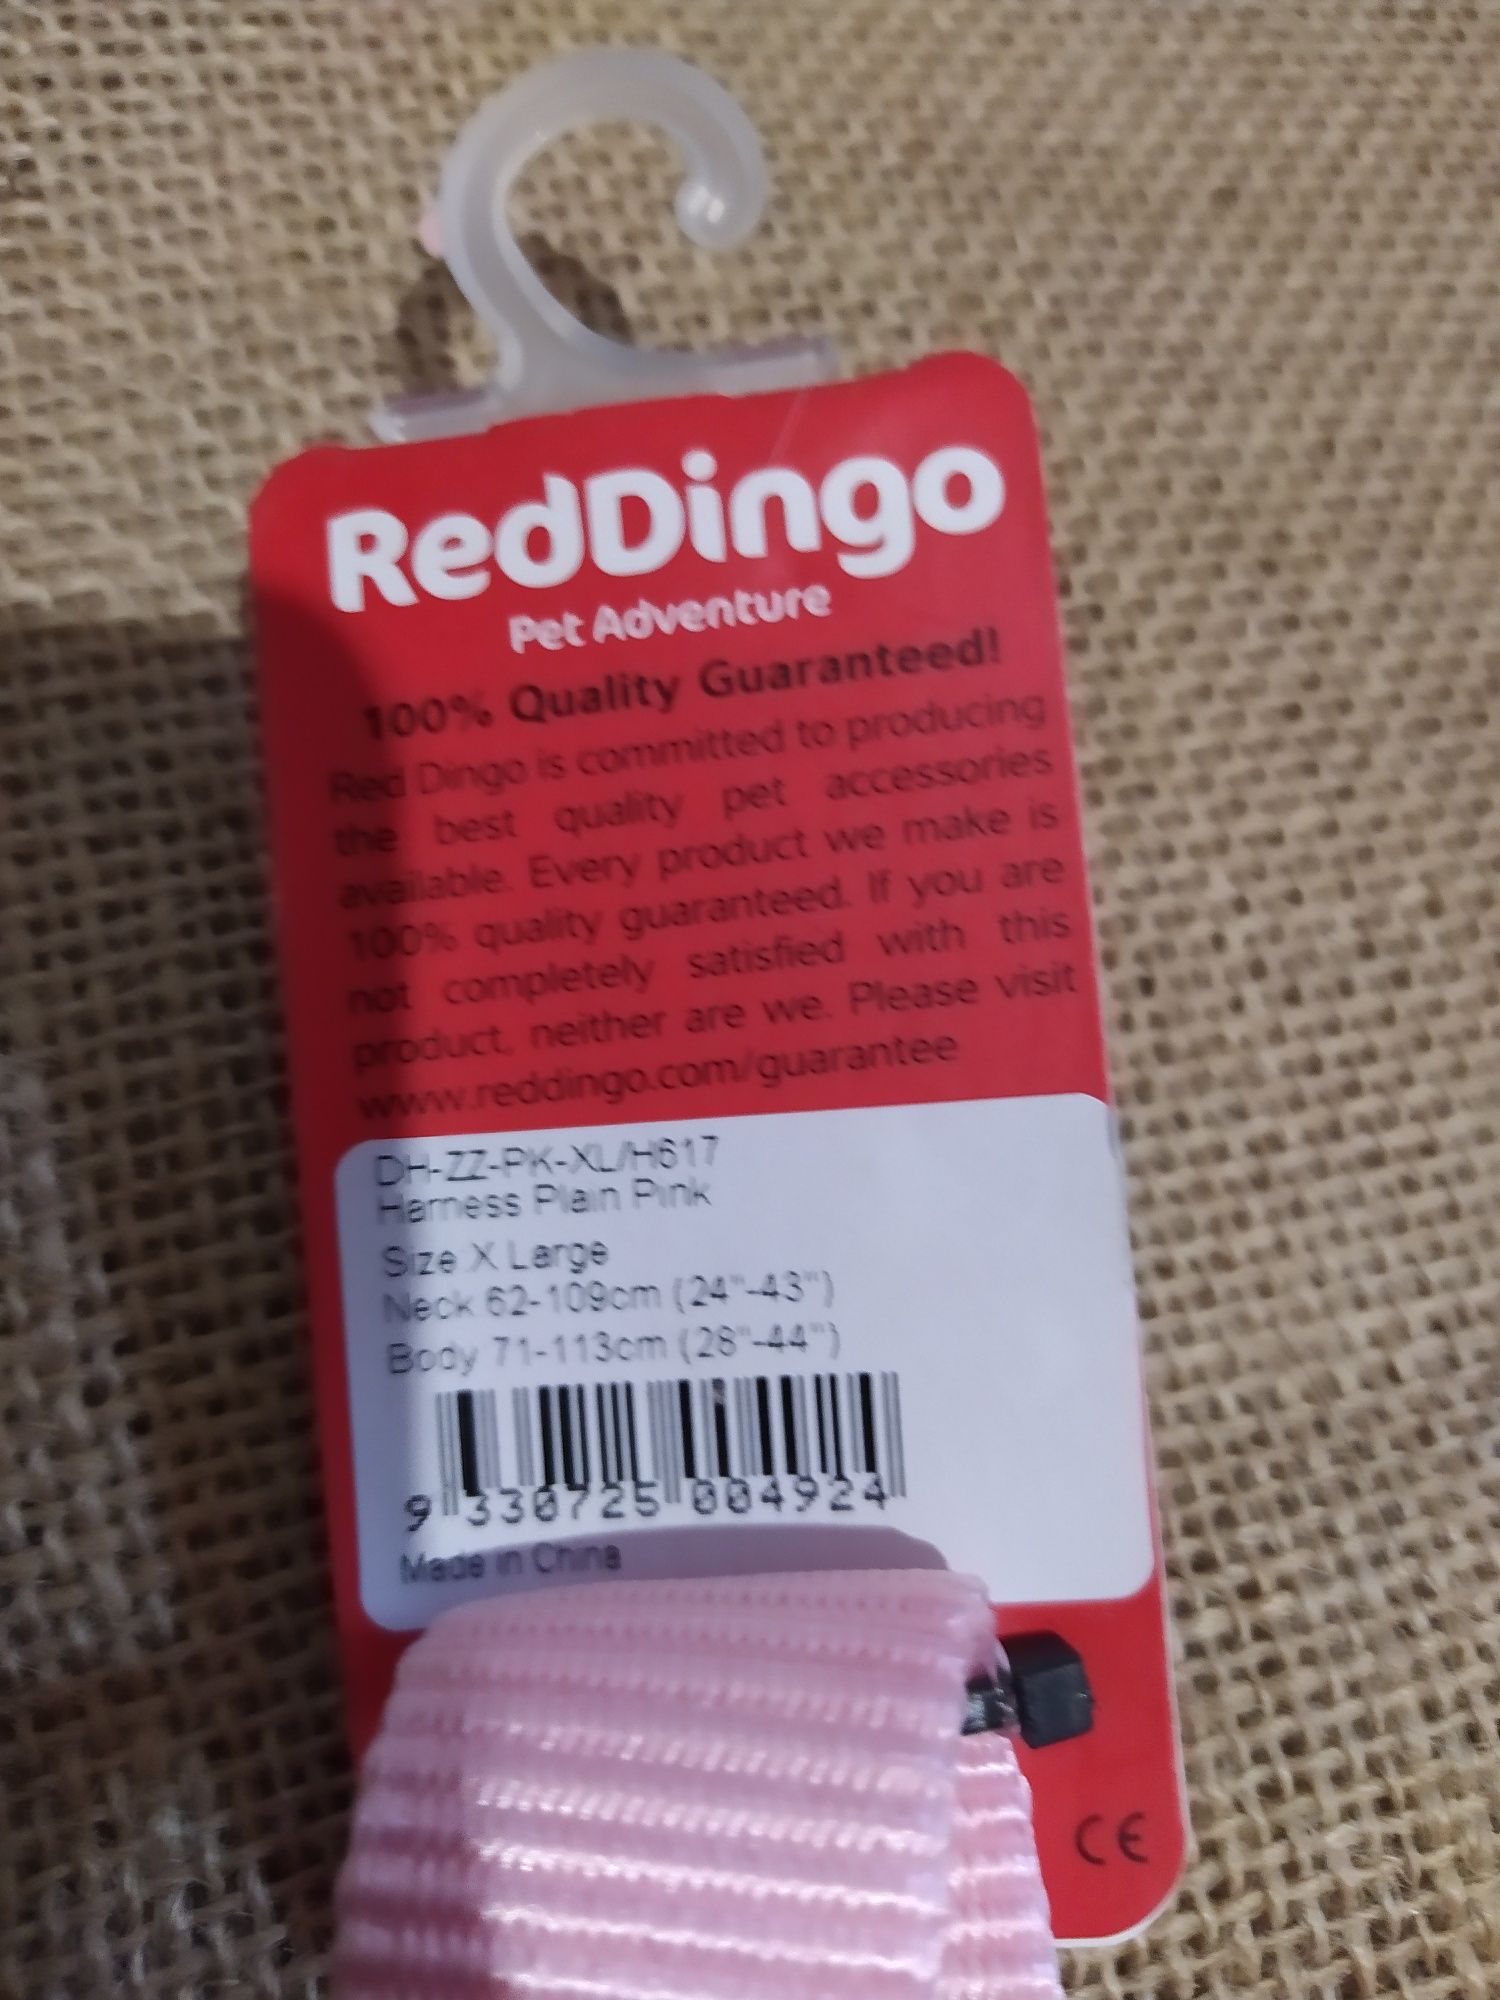 RedDingo
Pet Adventure
100% Quality Guaranteed!
Red Dingo is committed to producing
the best quality pet accessories
available. Every product we make is
100% quality guaranteed. If you are
not completely satisfied with this
product, neither are we. Please visit
www.reddingo.com/guarantee
DH-ZZ-PK-XL/H617
Harness Plain Pink
Size X Large
Neck 62-109cm (24"-43")
Body 71-113cm (28"-44")
9 330725 004924
Made in China
CE